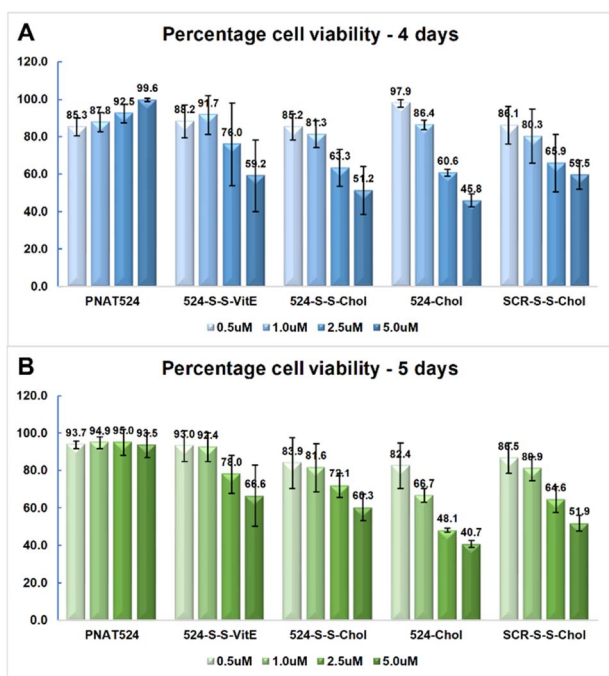 A
Percentage cell viability - 4 days
120.0
100.0
80.0
60.0
40.0
20.0
0.0
85.3 87.8 92.5 99.6
88.2 91.7 76.0 59.2
85.2 81.3 63.3 51.2
97.9 86.4 60.6 45.8
86.1 80.3 65.9 59.5
PNAT524 524-S-S-VitE 524-S-S-Chol 524-Chol SCR-S-S-Chol
0.5uM 1.0uM 2.5uM 5.0uM
B
Percentage cell viability - 5 days
120.0
100.0
80.0
60.0
40.0
20.0
0.0
93.7 94.9 95.0 93.5
93.0 92.4 78.0 66.6
83.9 81.6 72.1 60.3
82.4 66.7 48.1 40.7
86.5 80.9 64.6 51.9
PNAT524 524-S-S-VitE 524-S-S-Chol 524-Chol SCR-S-S-Chol
0.5uM 1.0uM 2.5uM 5.0uM